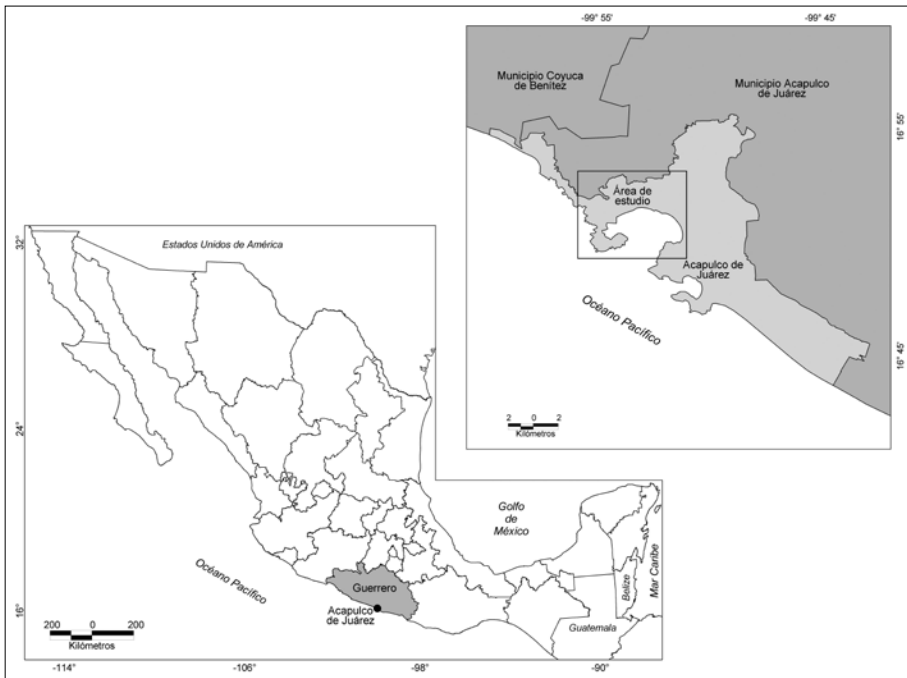 -99° 55'
-99° 45'
Municipio Coyuca
de Benítez
Municipio Acapulco
de Juárez
16° 55'
Área de
estudio
Acapulco de
Juárez
Océano Pacífico
16° 45'
2 0 2
Kilómetros
32°
Estados Unidos de América
24°
Golfo
de
México
Mar Caribe
Belize
Océano Pacífico
Guerrero
Acapulco
de Juárez
16°
Guatemala
200 0 200
Kilómetros
-114°
-106°
-98°
-90°